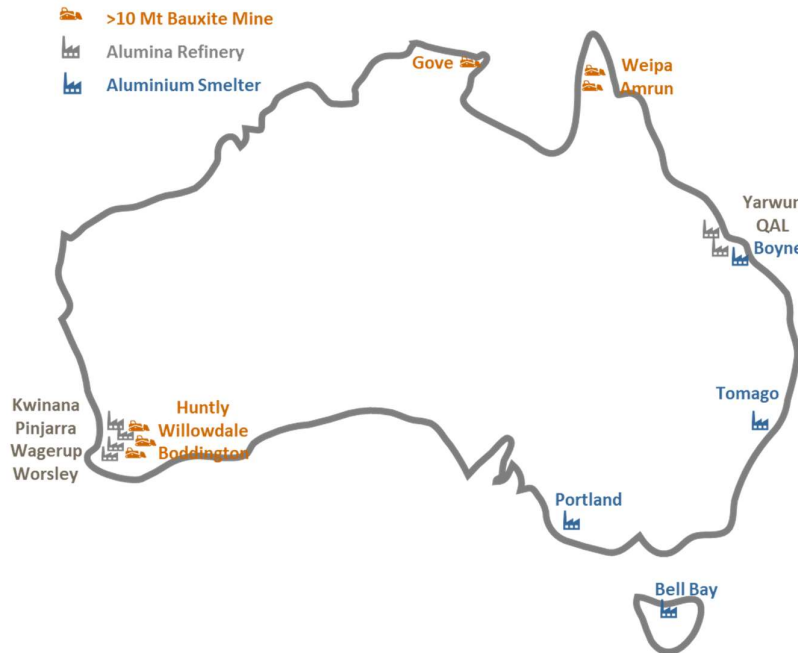 >10 Mt Bauxite Mine
Alumina Refinery
Aluminium Smelter
Gove
Weipa
Amrun
Yarwun
QAL
Boyne
Tomago
Kwinana
Pinjarra
Wagerup
Worsley
Huntly
Willowdale
Boddington
Portland
Bell Bay